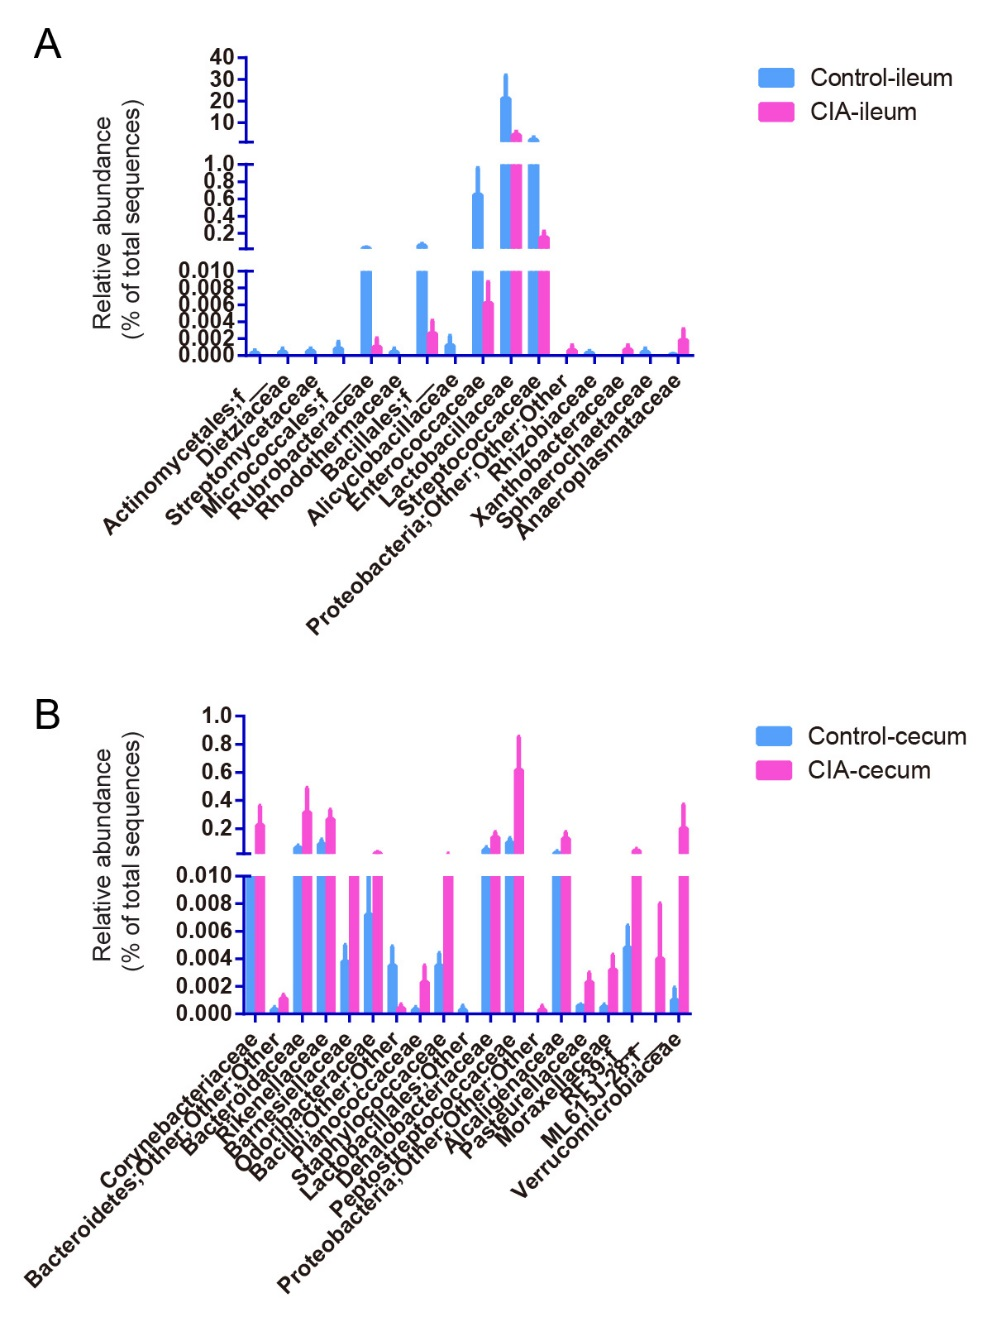 A
Control-ileum
CIA-ileum
Relative abundance
(% of total sequences)
40
30
20
10
1.0
0.8
0.6
0.4
0.2
0.010
0.008
0.006
0.004
0.002
0.000
Actinomycetales;f__
Dietziaceae
Streptomycetaceae
Micrococcales;f__
Rubrobacteraceae
Rhodothermaceae
Bacillales;f__
Alicyclobacillaceae
Enterococcaceae
Lactobacillaceae
Streptococcaceae
Proteobacteria;Other;Other;Other
Rhizobiaceae
Xanthobacteraceae
Sphaerochaetaceae
Anaeroplasmataceae
B
Control-cecum
CIA-cecum
Relative abundance
(% of total sequences)
1.0
0.8
0.6
0.4
0.2
0.010
0.008
0.006
0.004
0.002
0.000
Corynebacteriaceae
Bacteroidetes;Other;Other;Other
Bacteroidaceae
Rikenellaceae
Barnesiellaceae
Odoribacteraceae
Bacilli;Other;Other
Planococcaceae
Staphylococcaceae
Lactobacillales;Other
Dehalobacteriaceae
Peptostreptococcaceae
Proteobacteria;Other;Other;Other
Alcaligenaceae
Pasteurellaceae
Moraxellaceae
RF39;f__
ML615J-28;f__
Verrucomicrobiaceae